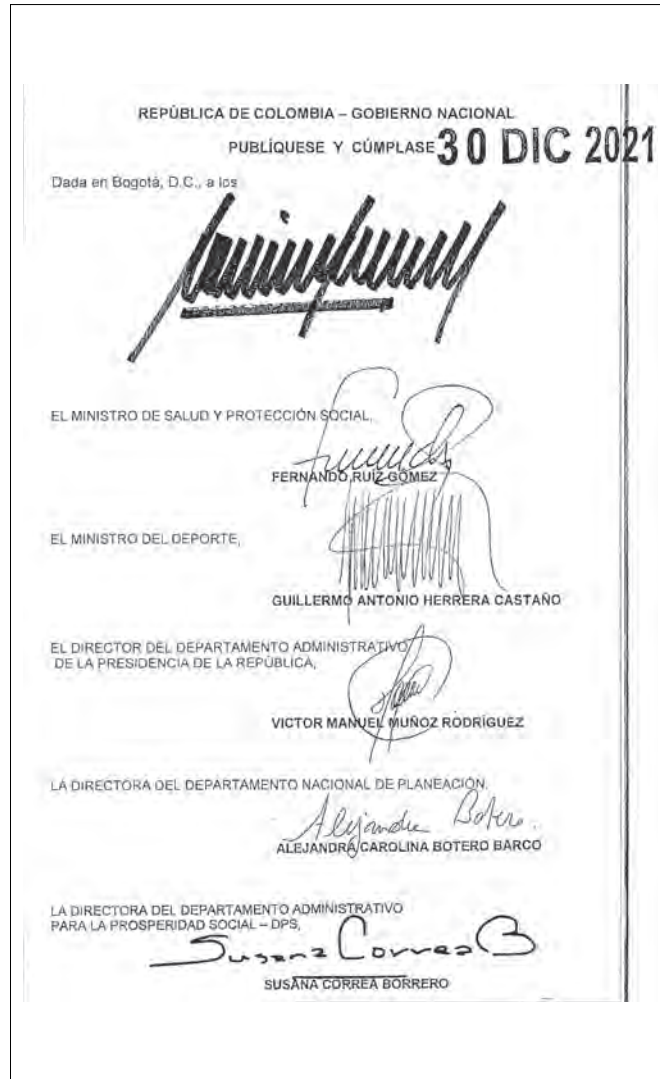 REPÚBLICA DE COLOMBIA – GOBIERNO NACIONAL
PUBLÍQUESE Y CÚMPLASE 30 DIC 2021
Dada en Bogotá, D.C., a los
EL MINISTRO DE SALUD Y PROTECCIÓN SOCIAL,
FERNANDO RUIZ GÓMEZ
EL MINISTRO DEL DEPORTE,
GUILLERMO ANTONIO HERRERA CASTAÑO
EL DIRECTOR DEL DEPARTAMENTO ADMINISTRATIVO
DE LA PRESIDENCIA DE LA REPÚBLICA,
VICTOR MANUEL MUÑOZ RODRÍGUEZ
LA DIRECTORA DEL DEPARTAMENTO NACIONAL DE PLANEACIÓN,
Alejandra Botero.
ALEJANDRA CAROLINA BOTERO BARCO
LA DIRECTORA DEL DEPARTAMENTO ADMINISTRATIVO
PARA LA PROSPERIDAD SOCIAL – DPS,
Susana Correa B
SUSANA CORREA BORRERO